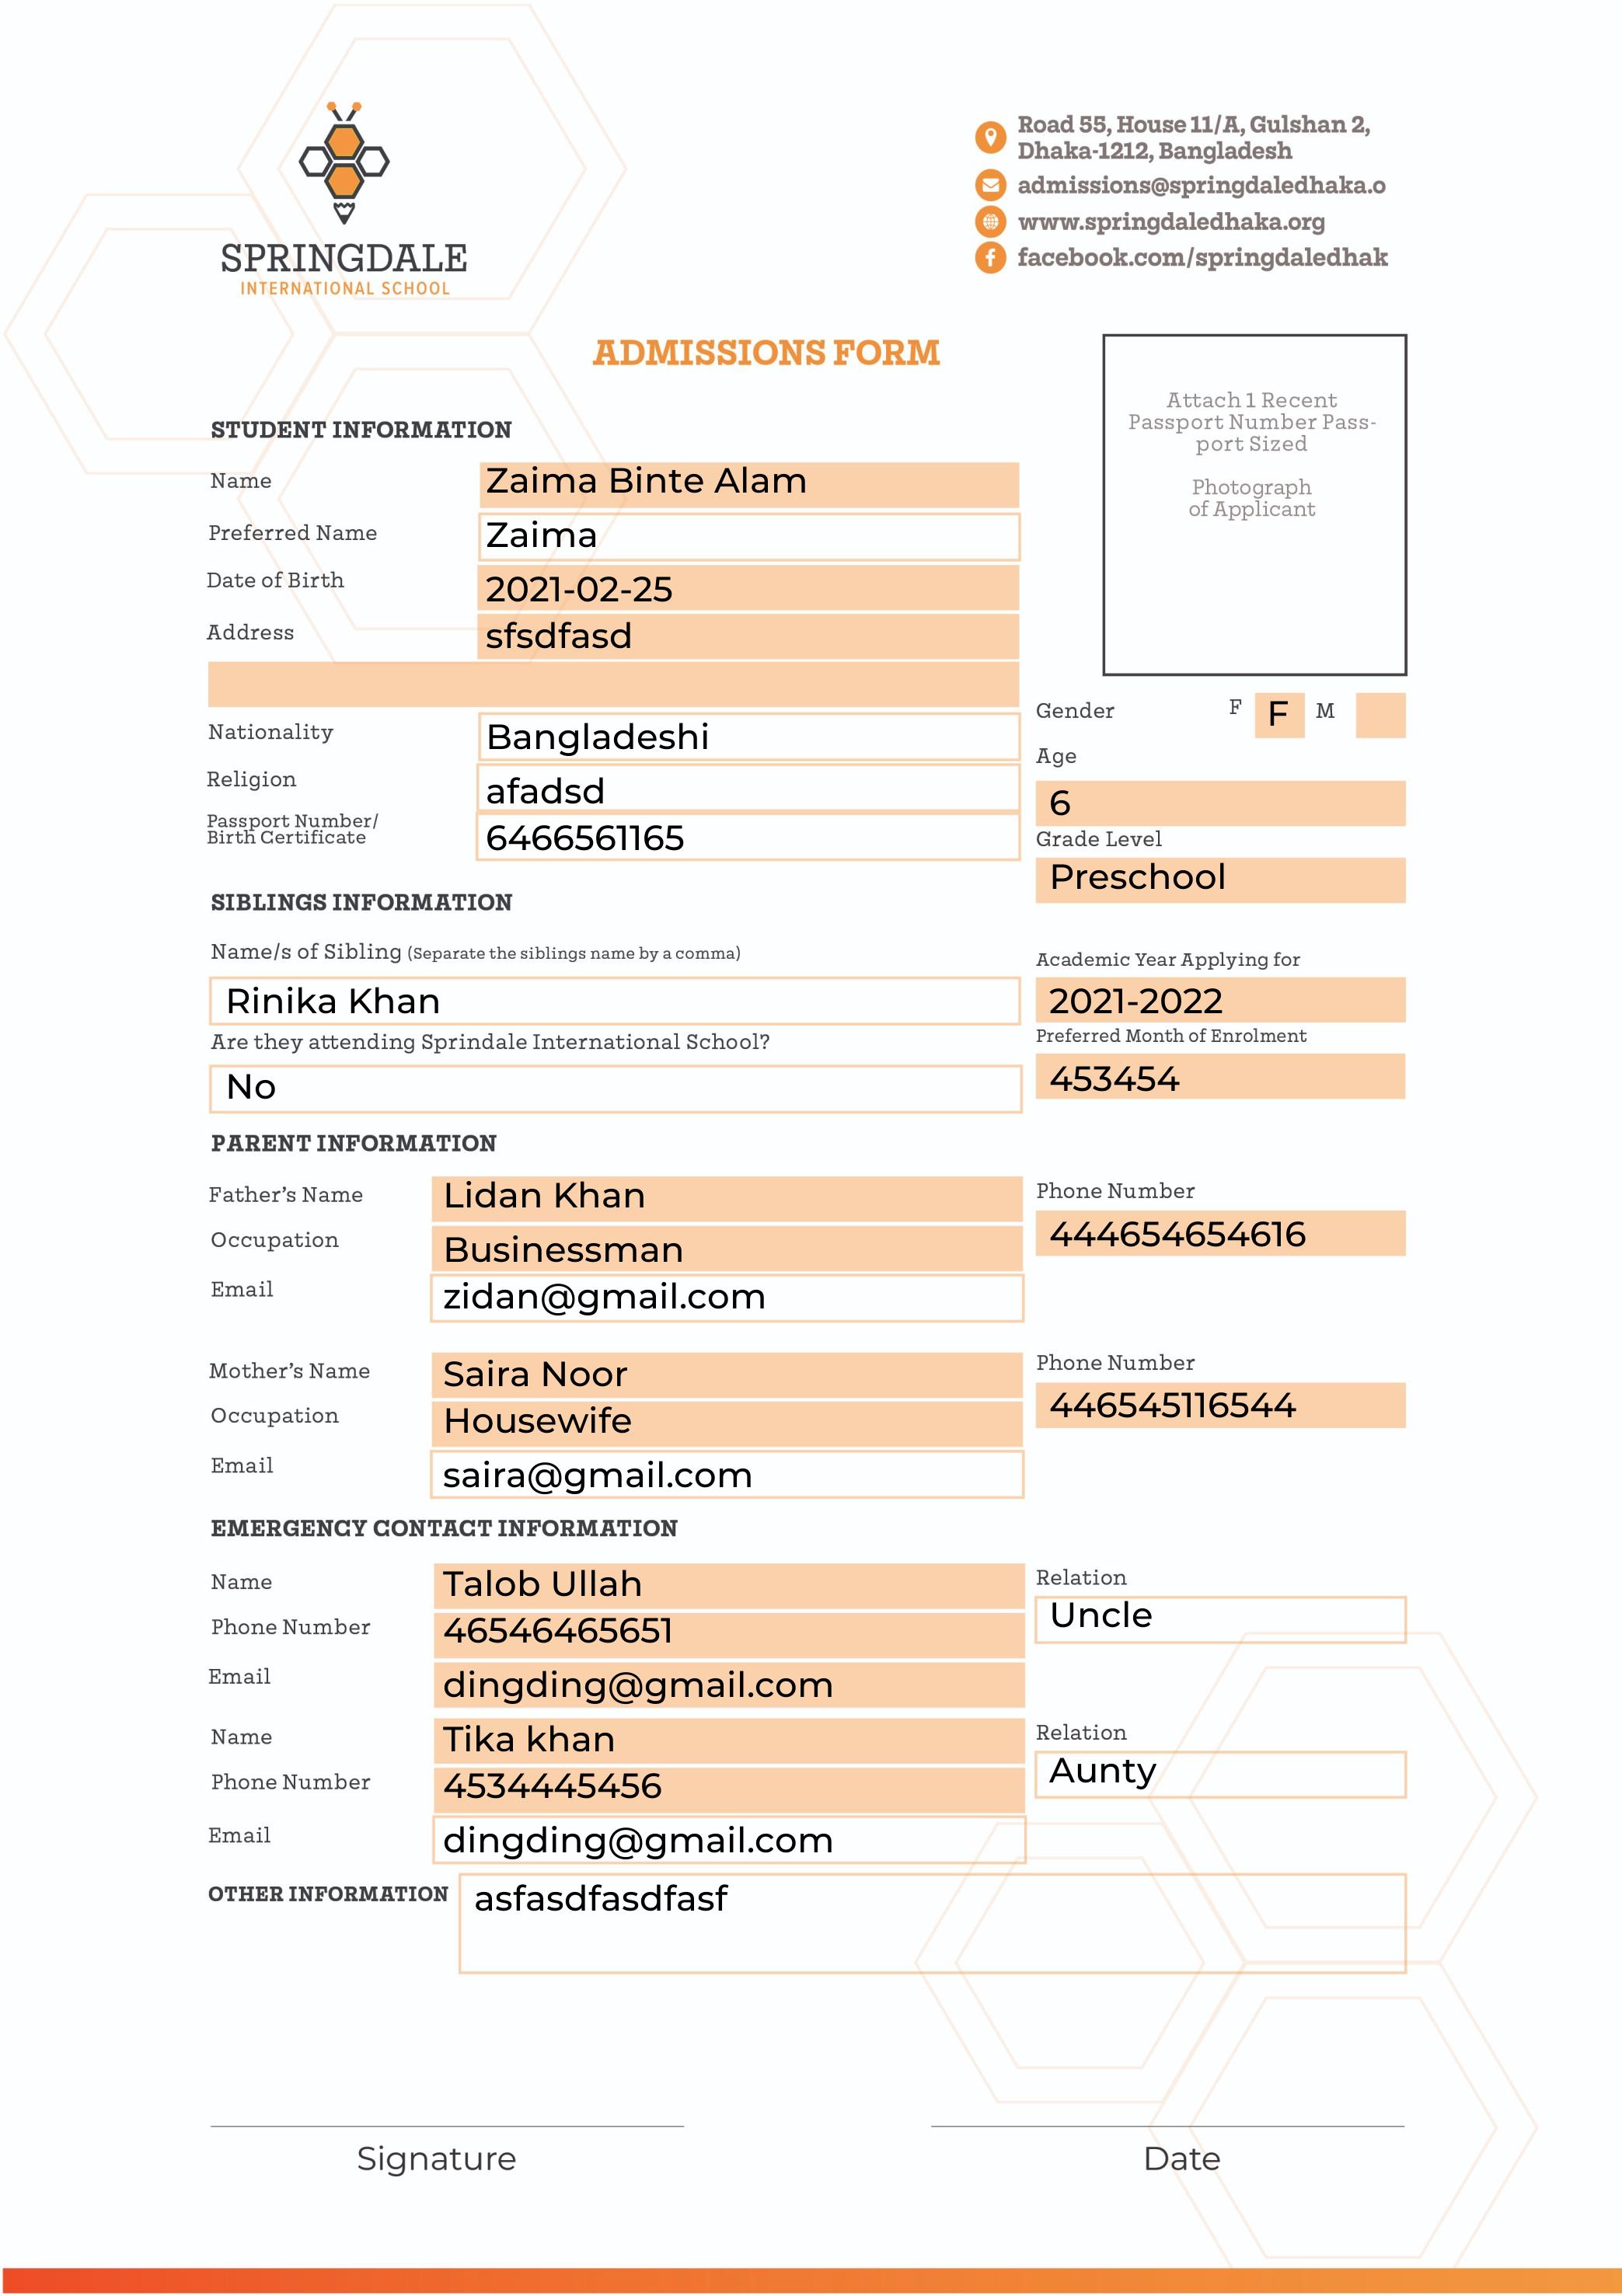 SPRINGDALE
INTERNATIONAL SCHOOL
Road 55, House 11/A, Gulshan 2,
Dhaka-1212, Bangladesh
admissions@springdaledhaka.o
www.springdaledhaka.org
facebook.com/springdaledhak
ADMISSIONS FORM
Attach 1 Recent
Passport Number Pass-
port Sized
Photograph
of Applicant
STUDENT INFORMATION
Name Zaima Binte Alam
Preferred Name Zaima
Date of Birth 2021-02-25
Address sfsdfasd
Gender F F M
Nationality Bangladeshi
Age
Religion afadsd
6
Passport Number/
Birth Certificate 6466561165
Grade Level
Preschool
SIBLINGS INFORMATION
Name/s of Sibling (Separate the siblings name by a comma)
Academic Year Applying for
Rinika Khan
2021-2022
Are they attending Sprindale International School?
Preferred Month of Enrolment
No
453454
PARENT INFORMATION
Father's Name Lidan Khan
Phone Number
444654654616
Occupation Businessman
Email zidan@gmail.com
Mother's Name Saira Noor
Phone Number
446545116544
Occupation Housewife
Email saira@gmail.com
EMERGENCY CONTACT INFORMATION
Name Talob Ullah
Relation
Uncle
Phone Number 46546465651
Email dingding@gmail.com
Name Tika khan
Relation
Aunty
Phone Number 4534445456
Email dingding@gmail.com
OTHER INFORMATION asfasdfasdfasf
Signature
Date